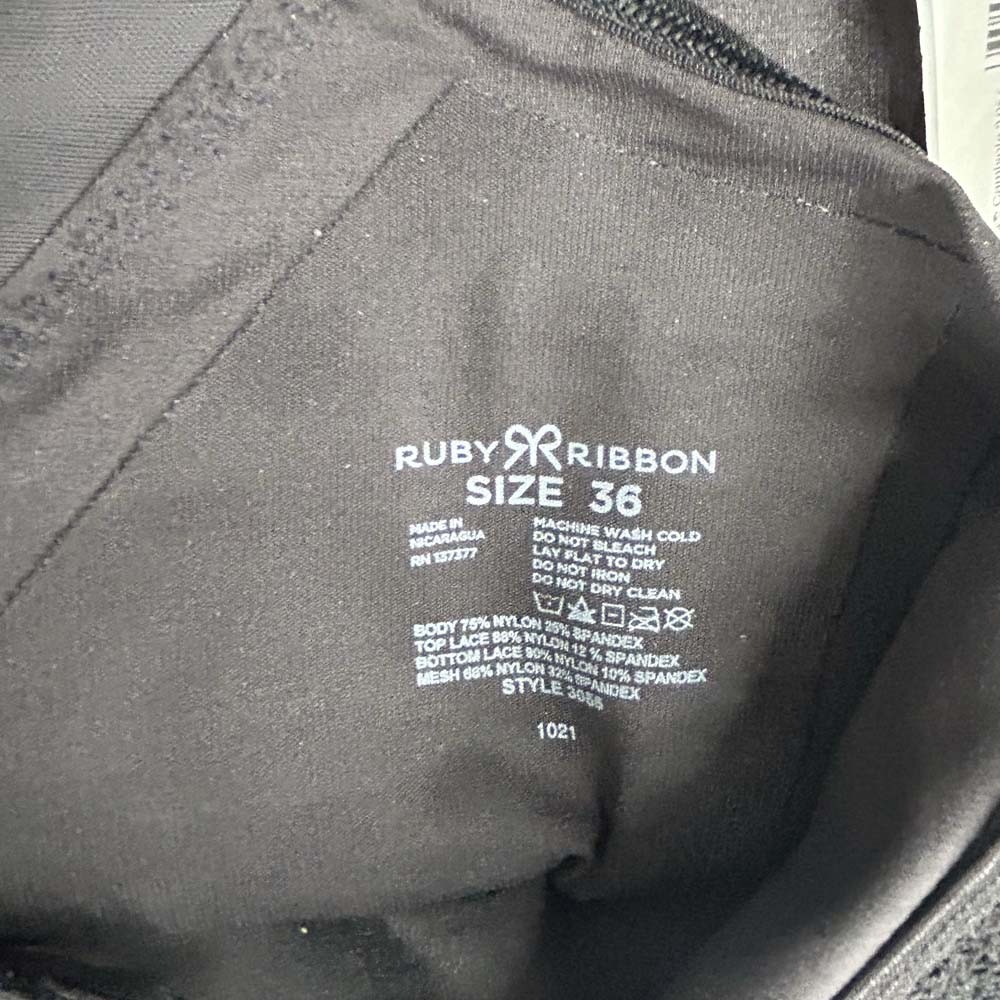 RUBY RIBBON
SIZE 36
MADE IN
NICARAGUA
RN 137377
MACHINE WASH COLD
DO NOT BLEACH
LAY FLAT TO DRY
DO NOT IRON
DO NOT DRY CLEAN
BODY 75% NYLON 25% SPANDEX
TOP LACE 88% NYLON 12 % SPANDEX
BOTTOM LACE 90% NYLON 10% SPANDEX
MESH 68% NYLON 32% SPANDEX
STYLE
1021